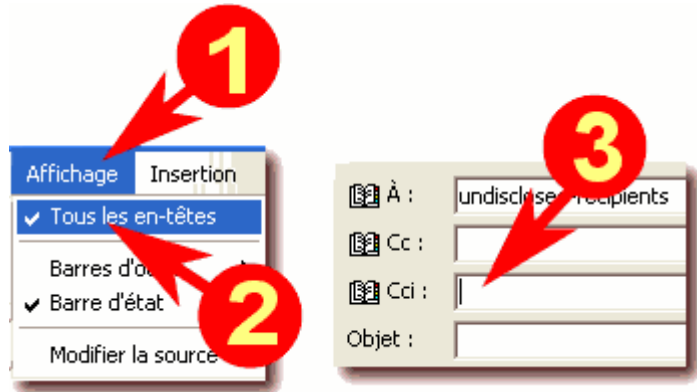 1
Affichage Insertion
Tous les en-têtes
Barres d'o
Barre d'état
2
Modifier la source
3
À : undisclose recipients
Cc :
Cci :
Objet :